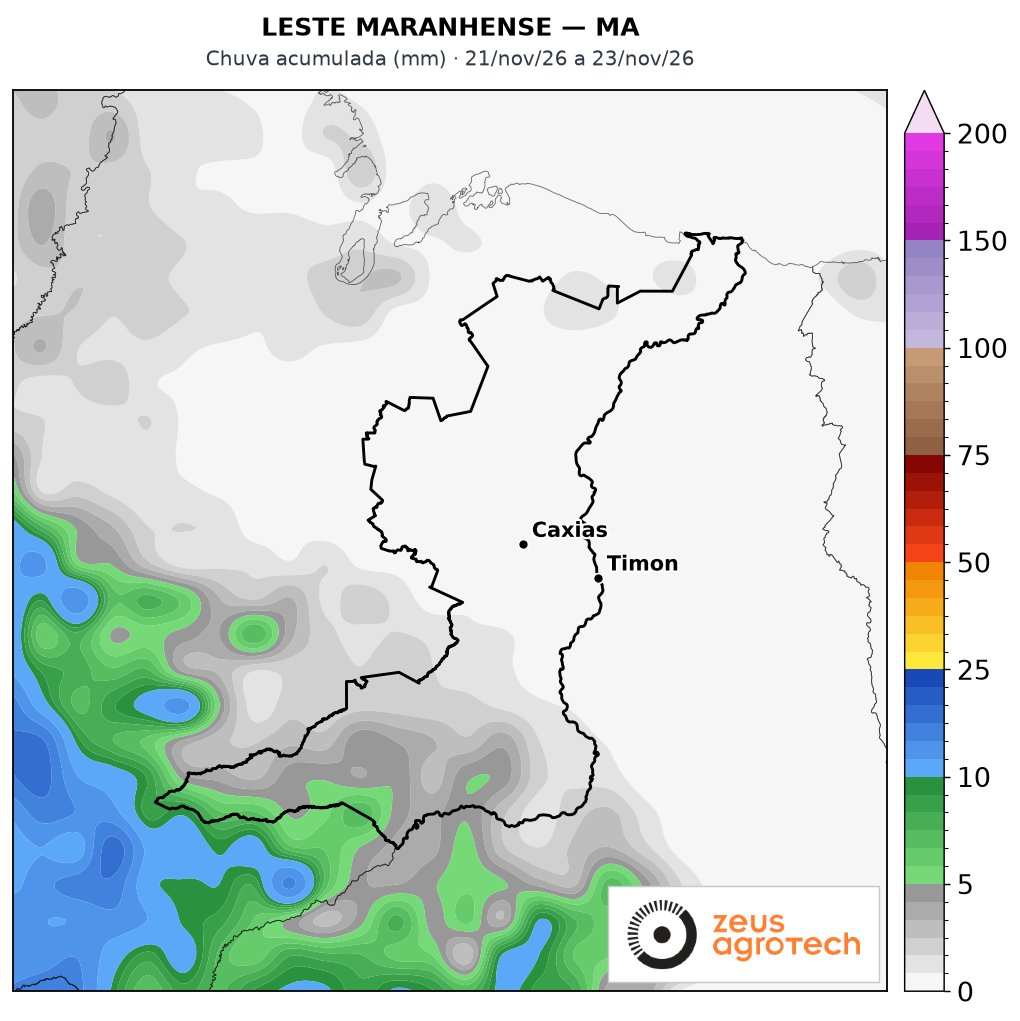 LESTE MARANHENSE — MA
Chuva acumulada (mm) · 21/nov/26 a 23/nov/26
200
150
100
75
50
25
10
5
0
Caxias
Timon
zeus
agrotech